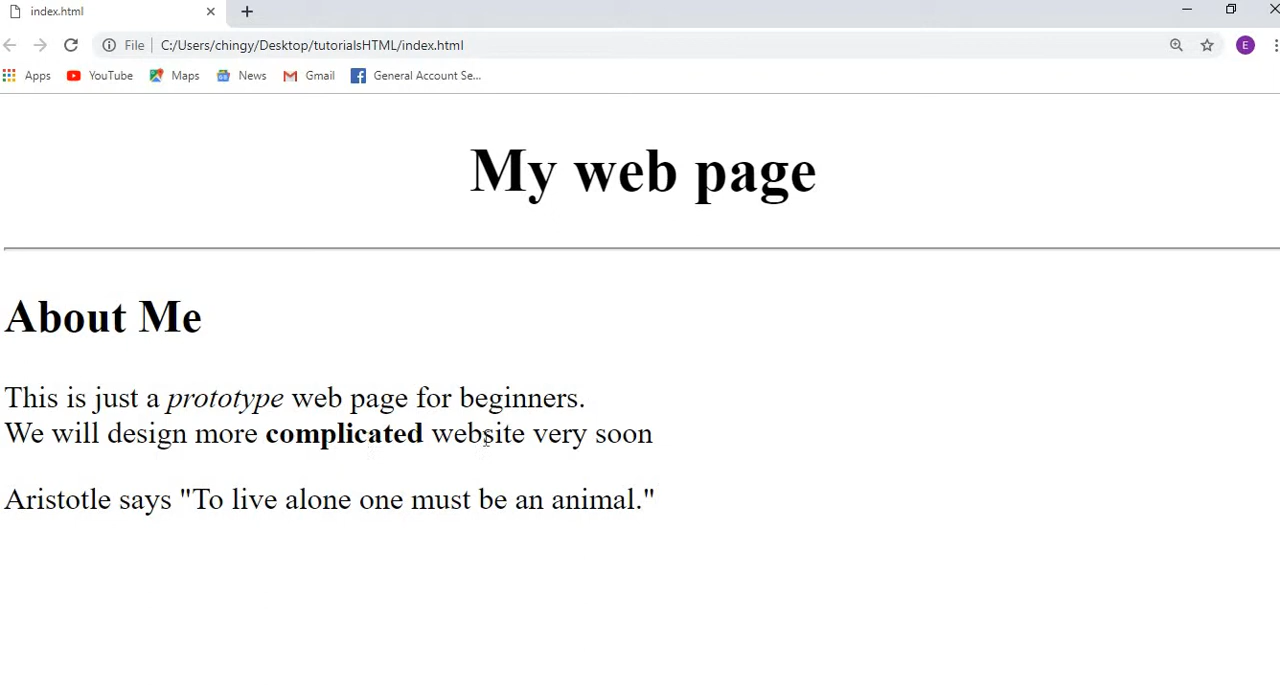 index.html
File C:/Users/chingy/Desktop/tutorialsHTML/index.html E
Apps YouTube Maps News Gmail General Account Se...
My web page
About Me
This is just a prototype web page for beginners.
We will design more complicated website very soon
Aristotle says "To live alone one must be an animal."